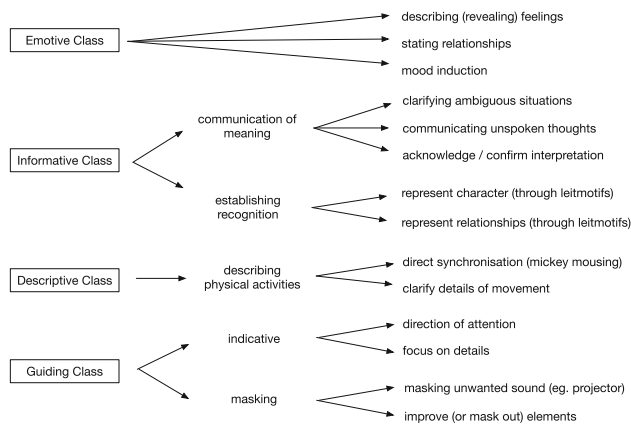 Emotive Class
describing (revealing) feelings
stating relationships
mood induction
Informative Class
communication of
meaning
clarifying ambiguous situations
communicating unspoken thoughts
acknowledge / confirm interpretation
establishing
recognition
represent character (through leitmotifs)
represent relationships (through leitmotifs)
Descriptive Class
describing
physical activities
direct synchronisation (mickey mousing)
clarify details of movement
Guiding Class
indicative
direction of attention
focus on details
masking
masking unwanted sound (eg. projector)
improve (or mask out) elements